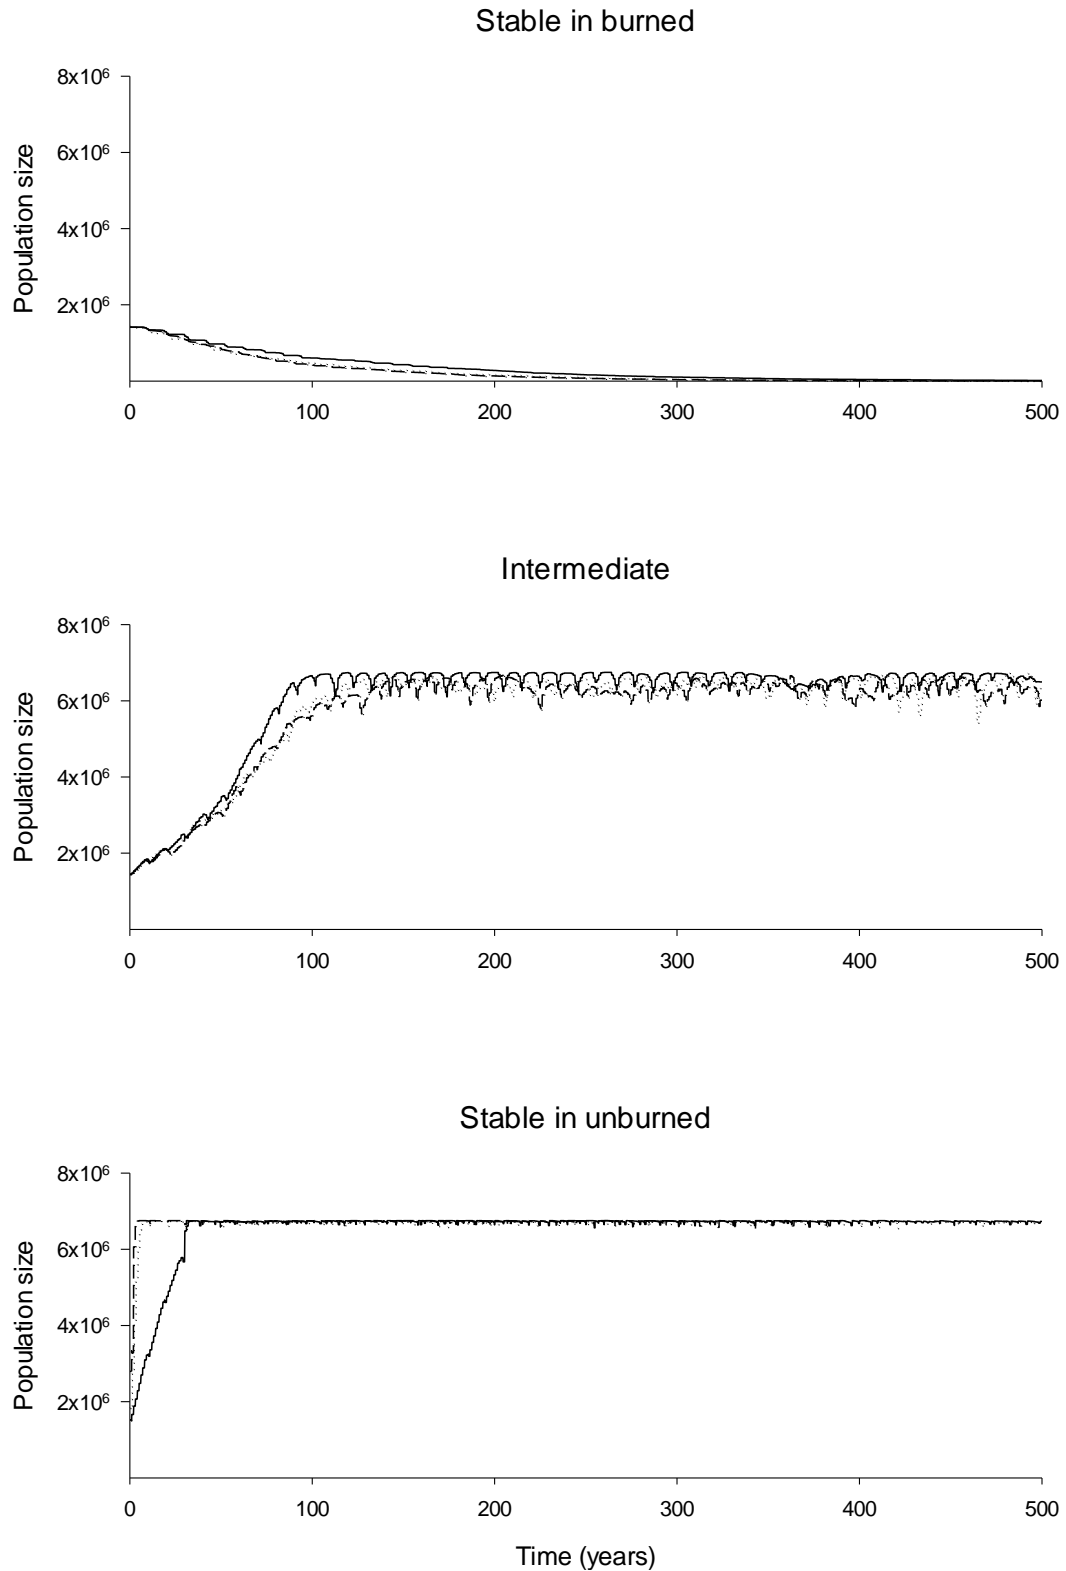 Stable in burned
8x10⁶
6x10⁶
4x10⁶
2x10⁶
Population size
0 100 200 300 400 500
Intermediate
8x10⁶
6x10⁶
4x10⁶
2x10⁶
Population size
0 100 200 300 400 500
Stable in unburned
8x10⁶
6x10⁶
4x10⁶
2x10⁶
Population size
0 100 200 300 400 500
Time (years)